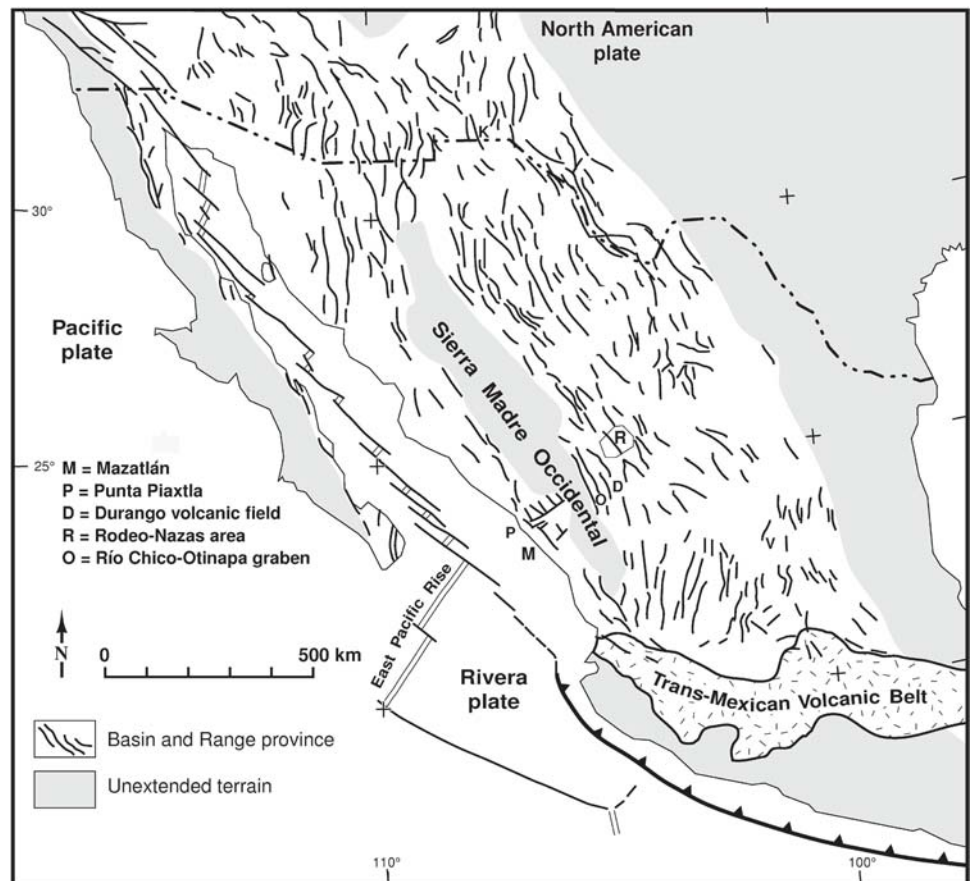 North American
plate
K
30°
Pacific
plate
Sierra Madre Occidental
R
25°
D
O
M = Mazatlán
P = Punta Piaxtla
D = Durango volcanic field
R = Rodeo-Nazas area
O = Río Chico-Otinapa graben
P
M
V
East Pacific Rise
N
0 500 km
Rivera
plate
Trans-Mexican Volcanic Belt
Basin and Range province
Unextended terrain
110° 100°